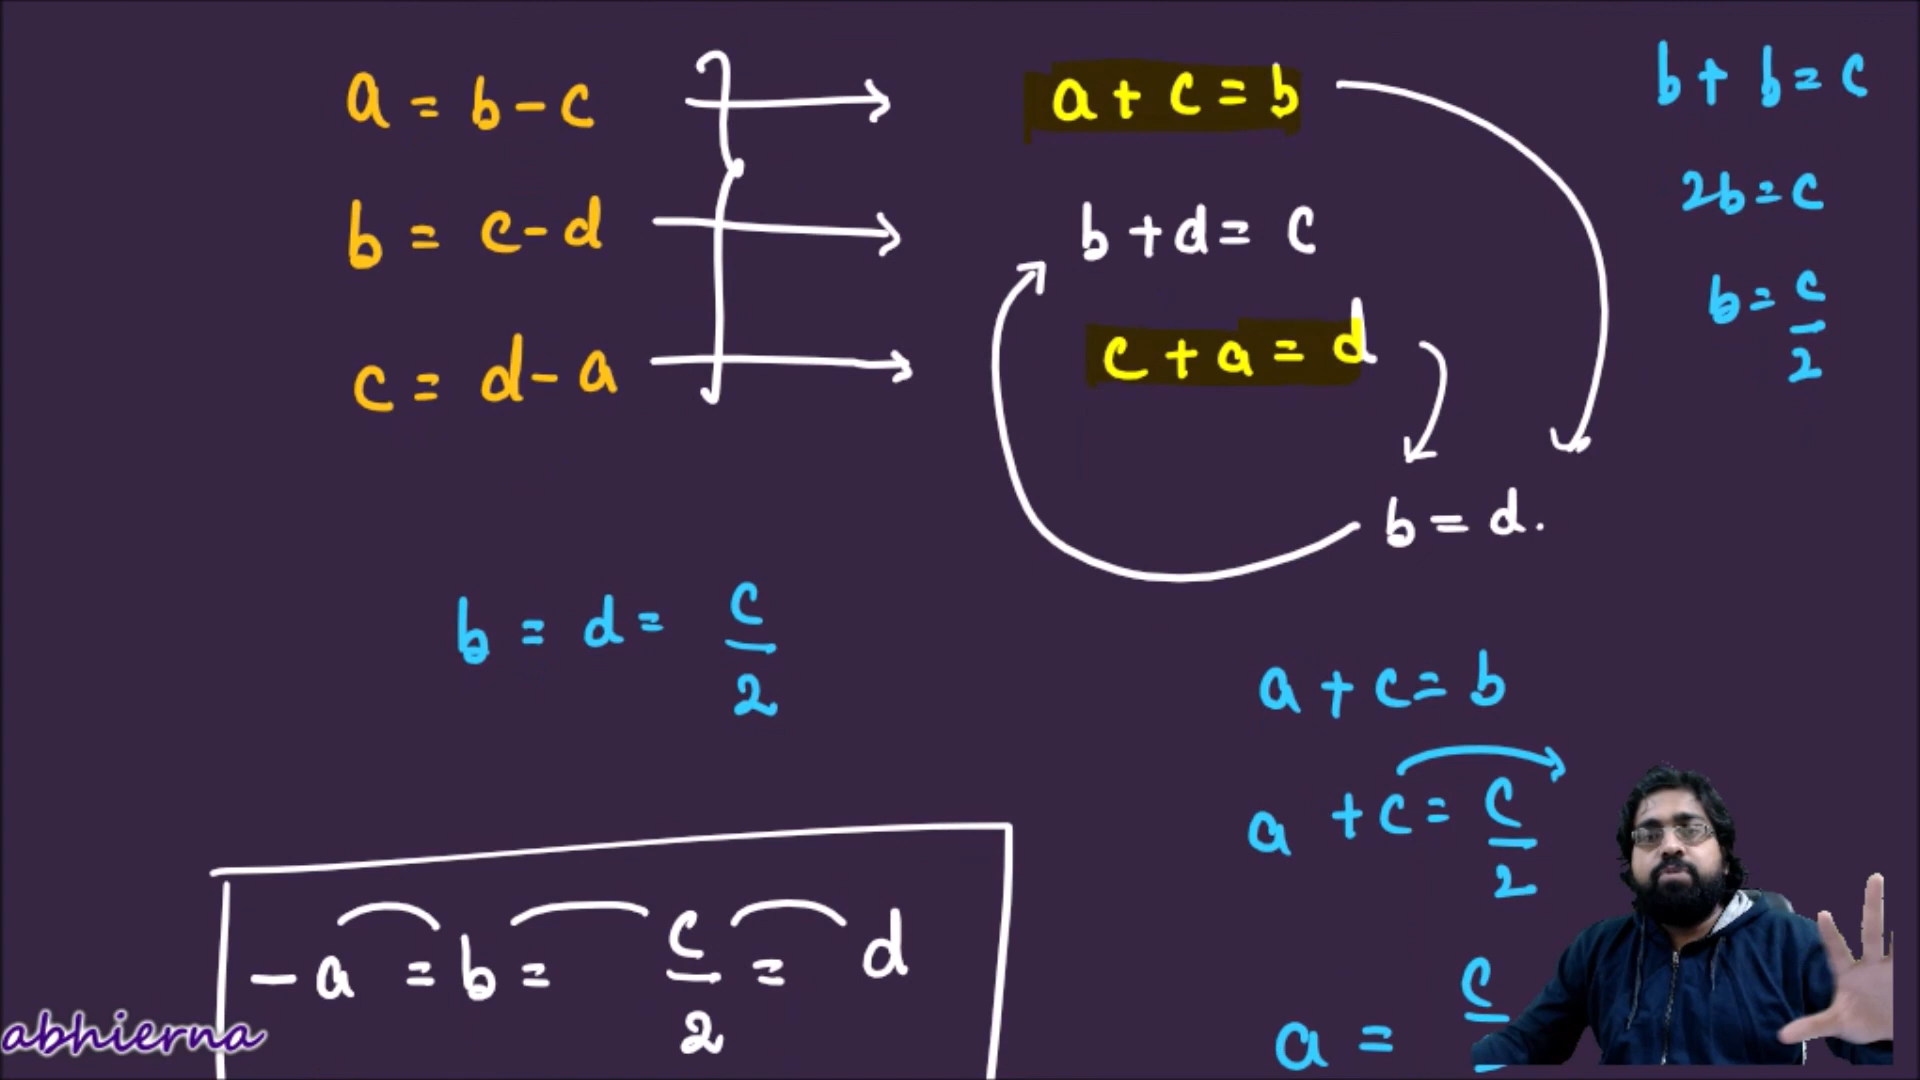 a = b - c
b = c - d
c = d - a
a + c = b
b + d = c
c + a = d
b = d.
b + b = c
2b = c
b = c/2
b = d = c/2
a + c = b
a + c = c/2
a = c
-a = b = c/2 = d
abhierna